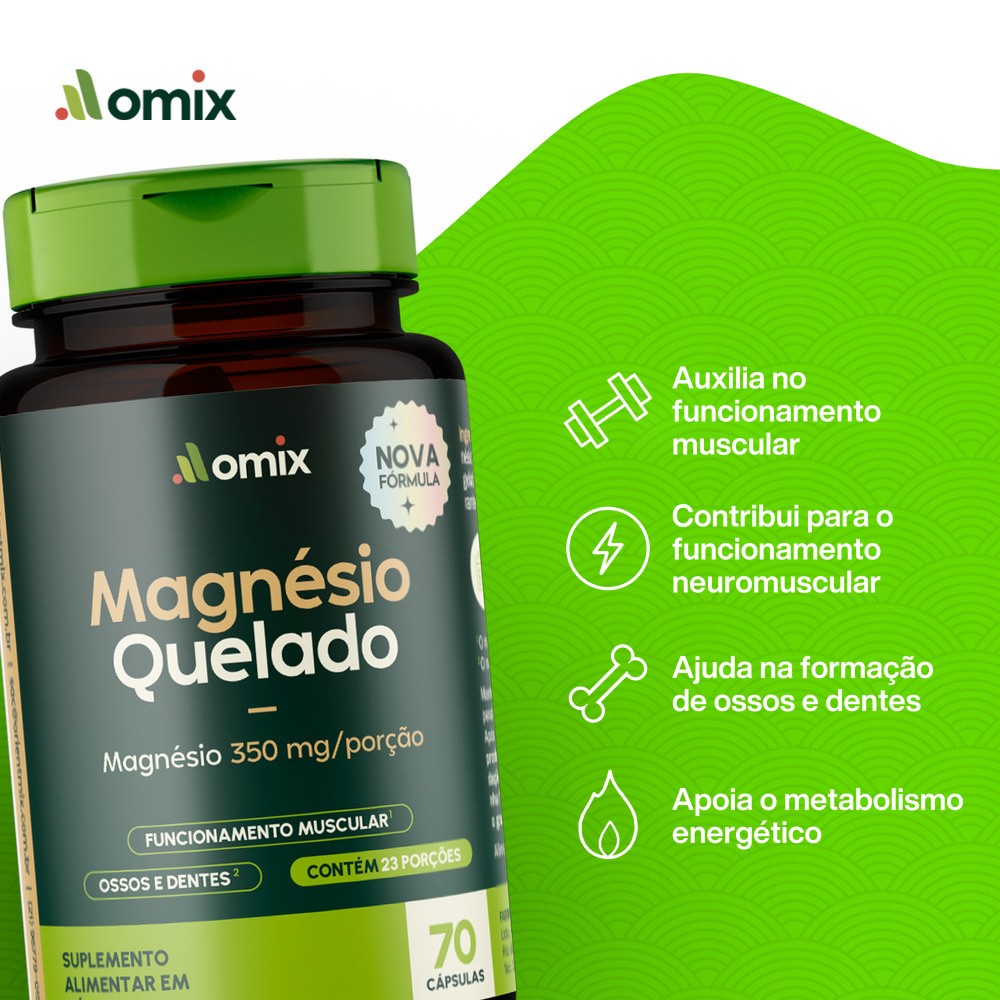 omix
omix
NOVA
FÓRMULA
Magnésio
Quelado
Magnésio 350 mg/porção
FUNCIONAMENTO MUSCULAR¹
OSSOS E DENTES²
CONTÉM 23 PORÇÕES
SUPLEMENTO
ALIMENTAR EM
70
CÁPSULAS
Auxilia no
funcionamento
muscular
Contribui para o
funcionamento
neuromuscular
Ajuda na formação
de ossos e dentes
Apoia o metabolismo
energético